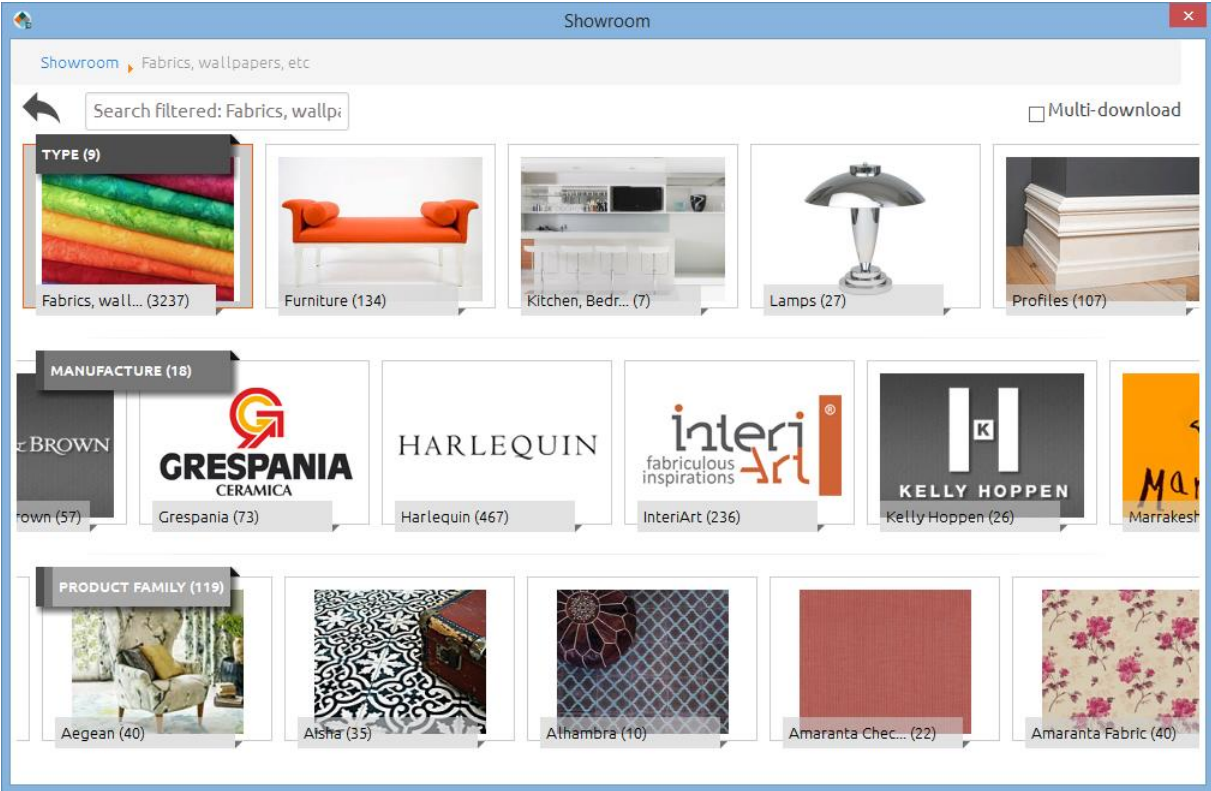 Showroom
Showroom Fabrics, wallpapers, etc
Search filtered: Fabrics, wallpa
Multi-download
TYPE (9)
Fabrics, wall... (3237)
Furniture (134)
Kitchen, Bedr... (7)
Lamps (27)
Profiles (107)
MANUFACTURE (18)
BROWN
GRESPANIA
CERAMICA
HARLEQUIN
interi
Art
®
fabriculous
inspirations
K
KELLY HOPPEN
Mar
rown (57)
Grespania (73)
Harlequin (467)
InteriArt (236)
Kelly Hoppen (26)
Marrakesh
PRODUCT FAMILY (119)
Aegean (40)
Aisha (35)
Alhambra (10)
Amaranta Chec... (22)
Amaranta Fabric (40)